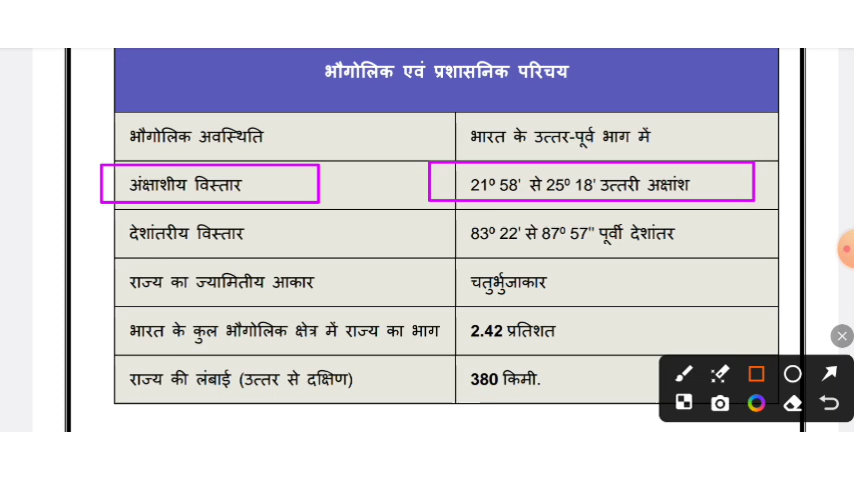 भौगोलिक एवं प्रशासनिक परिचय
भौगोलिक अवस्थिति भारत के उत्तर-पूर्व भाग में
अंक्षाशीय विस्तार 21º 58' से 25º 18' उत्तरी अक्षांश
देशांतरीय विस्तार 83º 22' से 87º 57" पूर्वी देशांतर
राज्य का ज्यामितीय आकार चतुर्भुजाकार
भारत के कुल भौगोलिक क्षेत्र में राज्य का भाग 2.42 प्रतिशत
राज्य की लंबाई (उत्तर से दक्षिण) 380 किमी.